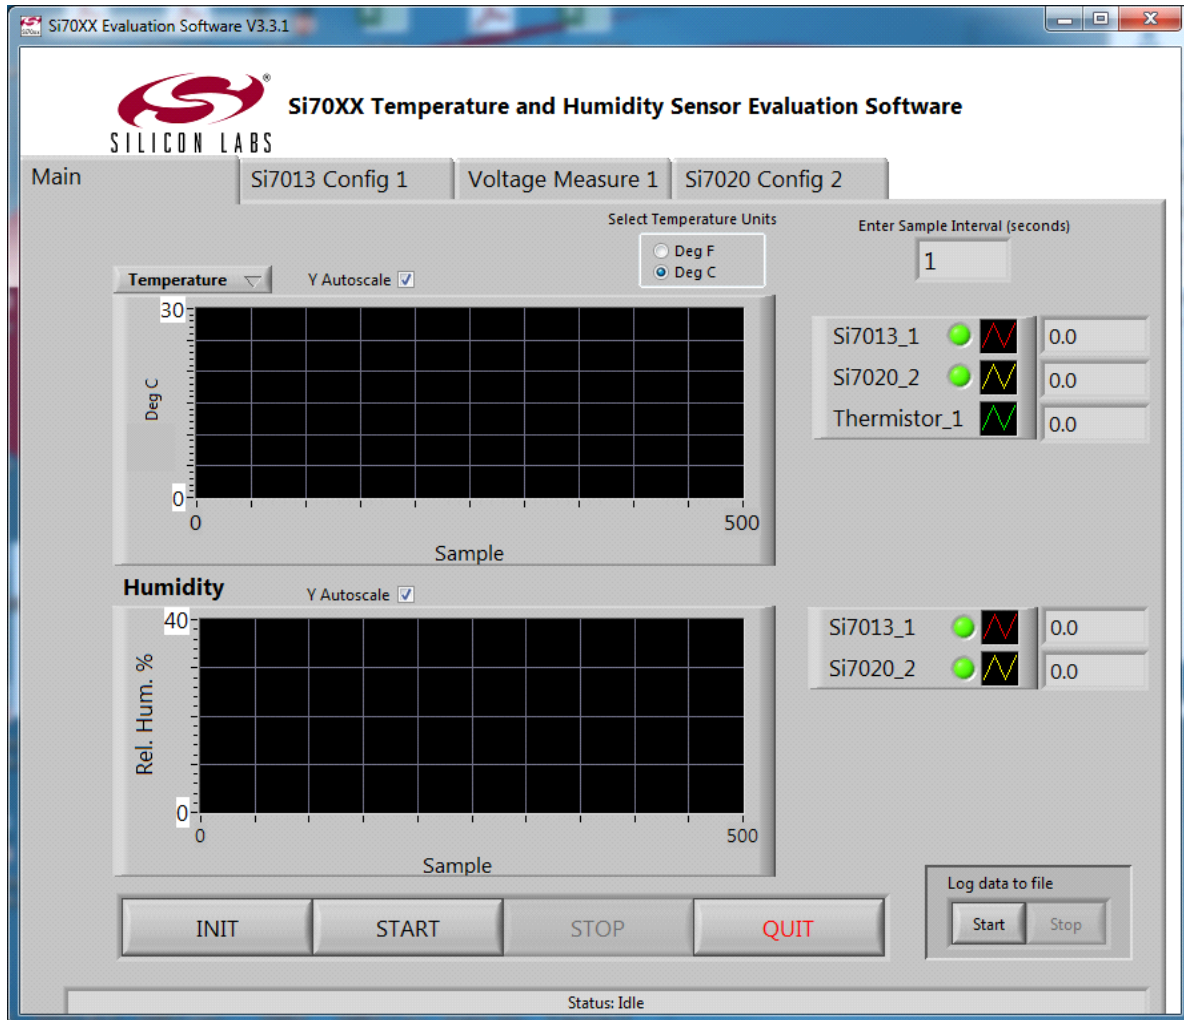 Si70XX Evaluation Software V3.3.1
SILICON LABS
®
Si70XX Temperature and Humidity Sensor Evaluation Software
Main
Si7013 Config 1
Voltage Measure 1
Si7020 Config 2
Select Temperature Units
Deg F
Deg C
Enter Sample Interval (seconds)
1
Temperature
Y Autoscale
30
Deg C
0
0
500
Sample
Si7013_1
0.0
Si7020_2
0.0
Thermistor_1
0.0
Humidity
Y Autoscale
40
Rel. Hum. %
0
0
500
Sample
Si7013_1
0.0
Si7020_2
0.0
Log data to file
Start
Stop
INIT
START
STOP
QUIT
Status: Idle